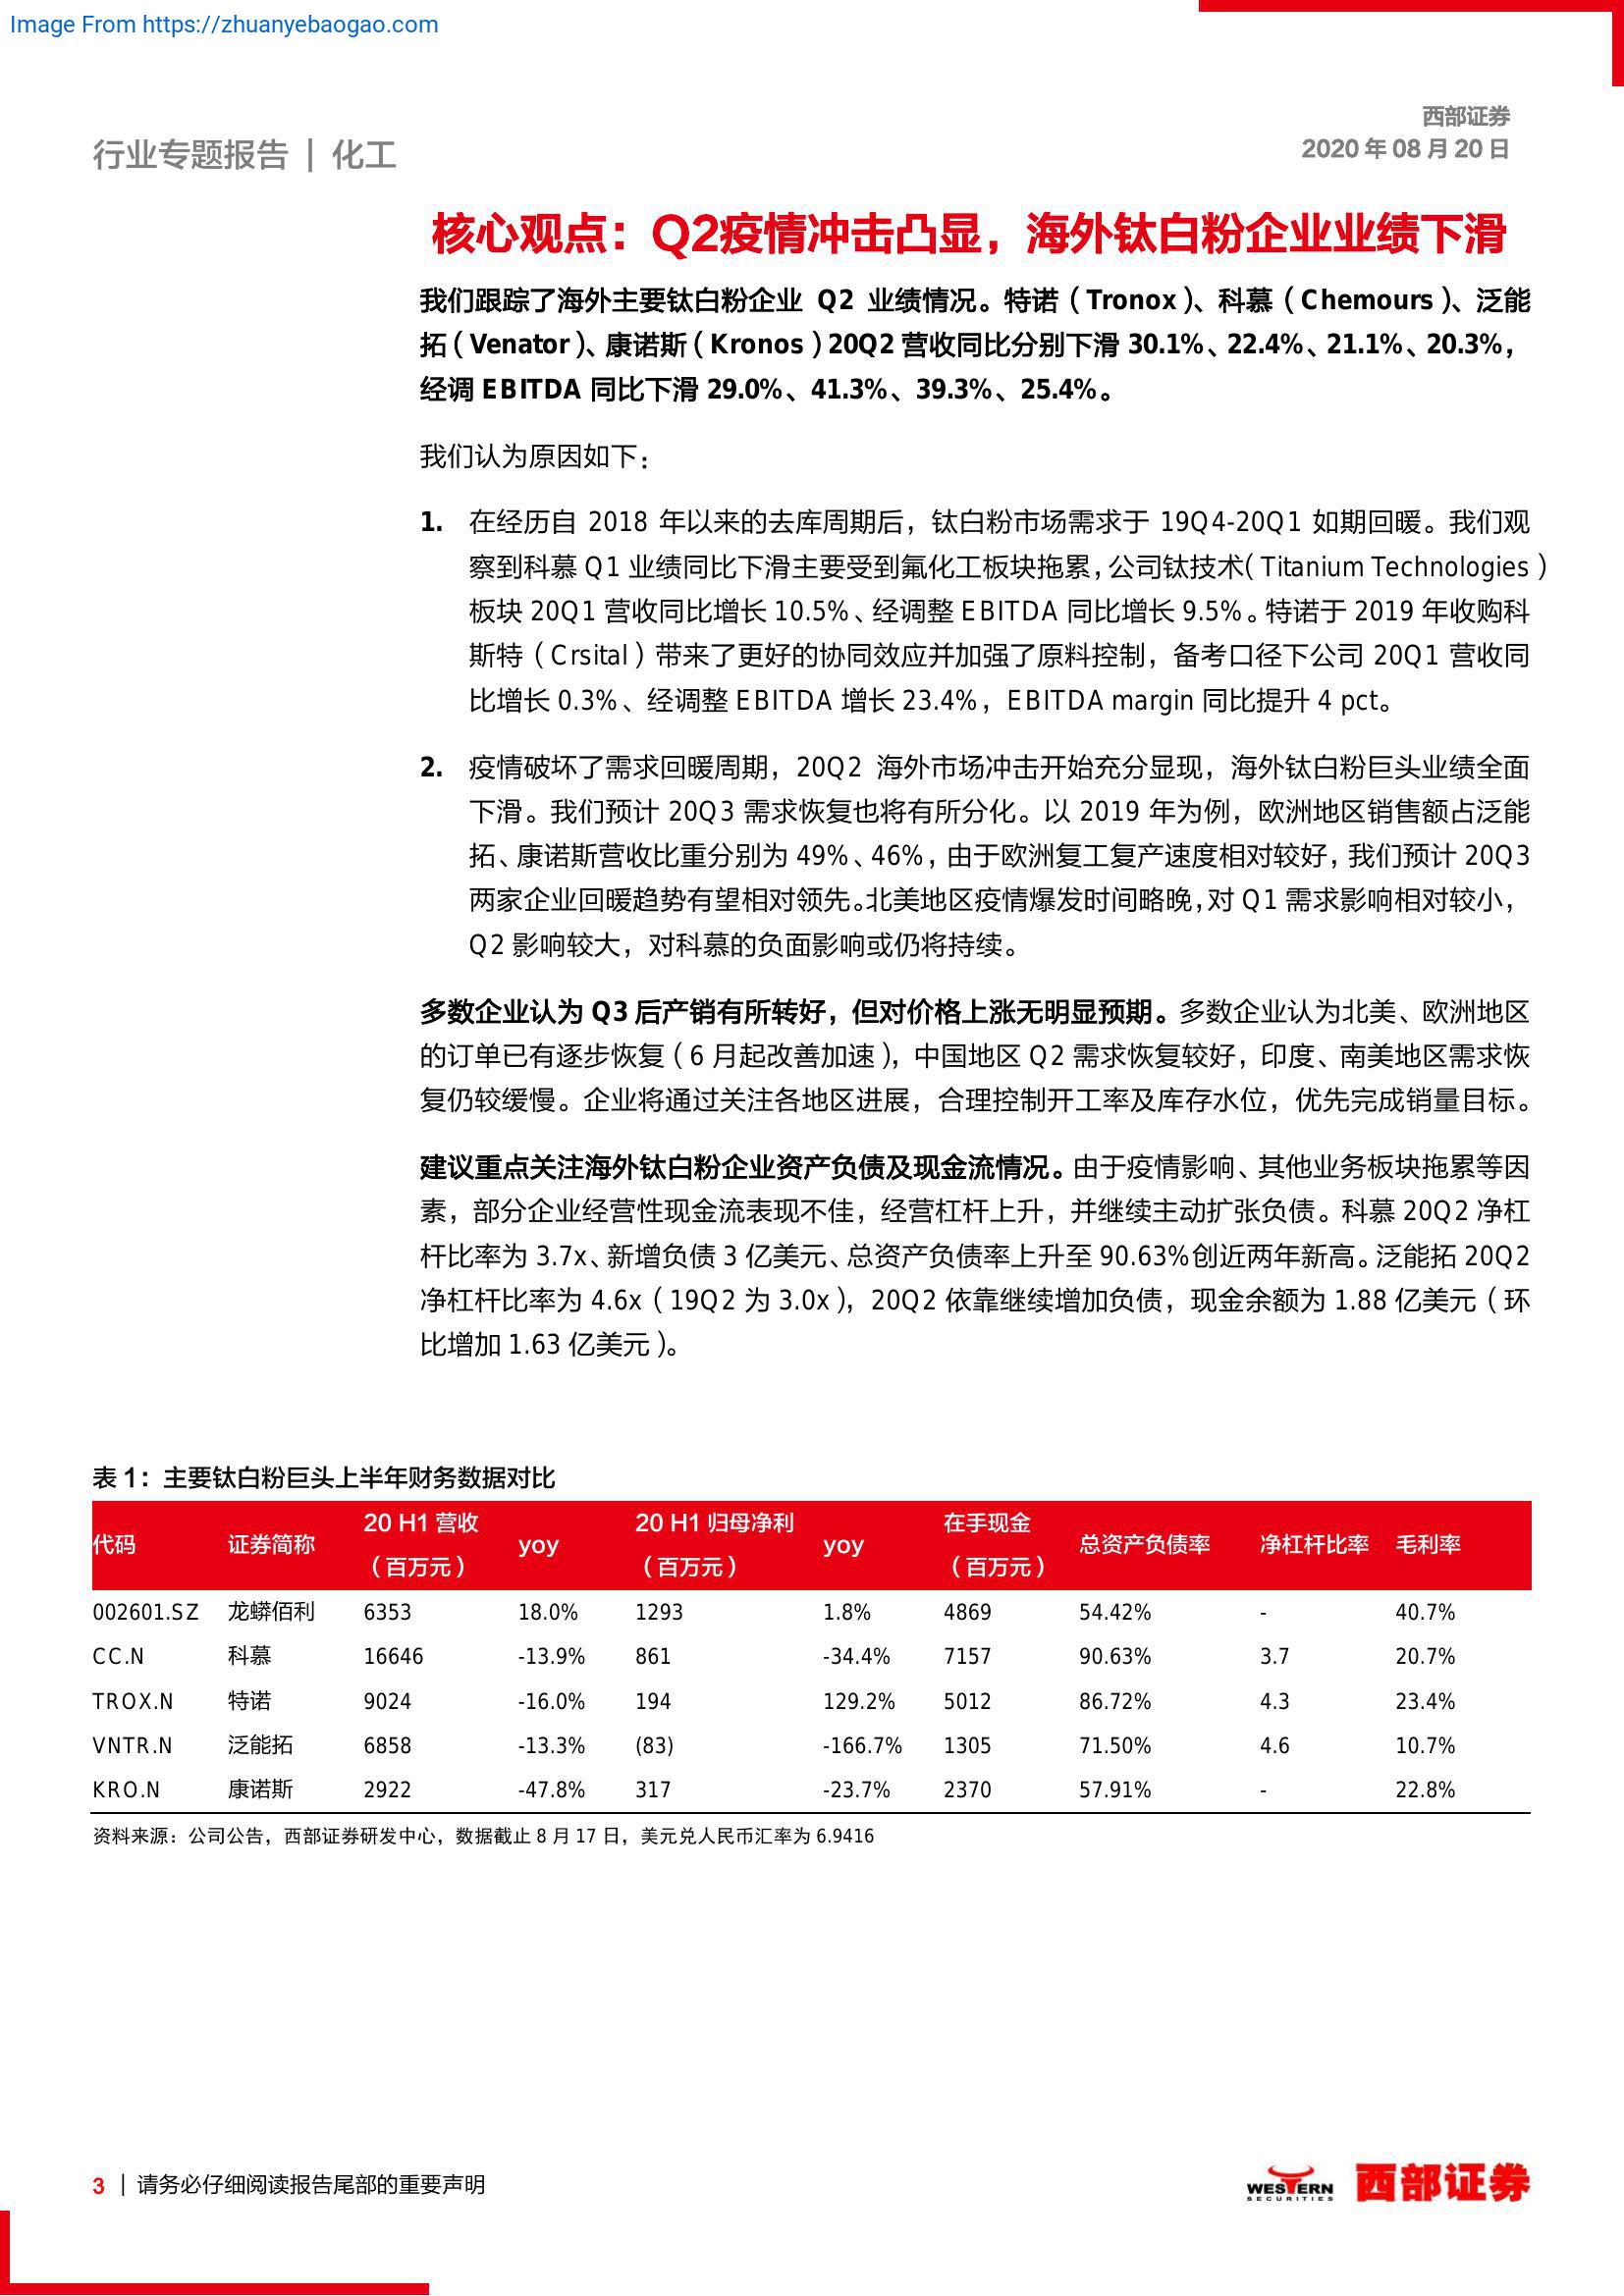 Image From https://zhuanyebaogao.com
西部证券
2020 年 08 月 20 日
行业专题报告 | 化工
核心观点：Q2疫情冲击凸显，海外钛白粉企业业绩下滑
我们跟踪了海外主要钛白粉企业 Q2 业绩情况。特诺（Tronox）、科慕（Chemours）、泛能
拓（Venator）、康诺斯（Kronos）20Q2 营收同比分别下滑 30.1%、22.4%、21.1%、20.3%，
经调 EBITDA 同比下滑 29.0%、41.3%、39.3%、25.4%。
我们认为原因如下：
1. 在经历自 2018 年以来的去库周期后，钛白粉市场需求于 19Q4-20Q1 如期回暖。我们观
察到科慕 Q1 业绩同比下滑主要受到氟化工板块拖累，公司钛技术（Titanium Technologies）
板块 20Q1 营收同比增长 10.5%、经调整 EBITDA 同比增长 9.5%。特诺于 2019 年收购科
斯特（Crsital）带来了更好的协同效应并加强了原料控制，备考口径下公司 20Q1 营收同
比增长 0.3%、经调整 EBITDA 增长 23.4%，EBITDA margin 同比提升 4 pct。
2. 疫情破坏了需求回暖周期，20Q2 海外市场冲击开始充分显现，海外钛白粉巨头业绩全面
下滑。我们预计 20Q3 需求恢复也将有所分化。以 2019 年为例，欧洲地区销售额占泛能
拓、康诺斯营收比重分别为 49%、46%，由于欧洲复工复产速度相对较好，我们预计 20Q3
两家企业回暖趋势有望相对领先。北美地区疫情爆发时间略晚，对 Q1 需求影响相对较小，
Q2 影响较大，对科慕的负面影响或仍将持续。
多数企业认为 Q3 后产销有所转好，但对价格上涨无明显预期。多数企业认为北美、欧洲地区
的订单已有逐步恢复（6 月起改善加速），中国地区 Q2 需求恢复较好，印度、南美地区需求恢
复仍较缓慢。企业将通过关注各地区进展，合理控制开工率及库存水位，优先完成销量目标。
建议重点关注海外钛白粉企业资产负债及现金流情况。由于疫情影响、其他业务板块拖累等因
素，部分企业经营性现金流表现不佳，经营杠杆上升，并继续主动扩张负债。科慕 20Q2 净杠
杆比率为 3.7x、新增负债 3 亿美元、总资产负债率上升至 90.63%创近两年新高。泛能拓 20Q2
净杠杆比率为 4.6x（19Q2 为 3.0x），20Q2 依靠继续增加负债，现金余额为 1.88 亿美元（环
比增加 1.63 亿美元）。
表 1：主要钛白粉巨头上半年财务数据对比
代码 证券简称 20 H1 营收（百万元） yoy 20 H1 归母净利（百万元） yoy 在手现金（百万元） 总资产负债率 净杠杆比率 毛利率
002601.SZ 龙蟒佰利 6353 18.0% 1293 1.8% 4869 54.42% - 40.7%
CC.N 科慕 16646 -13.9% 861 -34.4% 7157 90.63% 3.7 20.7%
TROX.N 特诺 9024 -16.0% 194 129.2% 5012 86.72% 4.3 23.4%
VNTR.N 泛能拓 6858 -13.3% (83) -166.7% 1305 71.50% 4.6 10.7%
KRO.N 康诺斯 2922 -47.8% 317 -23.7% 2370 57.91% - 22.8%
资料来源：公司公告，西部证券研发中心，数据截止 8 月 17 日，美元兑人民币汇率为 6.9416
3 | 请务必仔细阅读报告尾部的重要声明
WESTERN
SECURITIES
西部证券